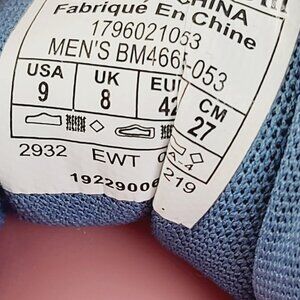 CHINA
Fabriqué En Chine
1796021053
MEN'S BM466 -053
USA UK EU CM
9 8 42 27
2932 EWT
219
19229006